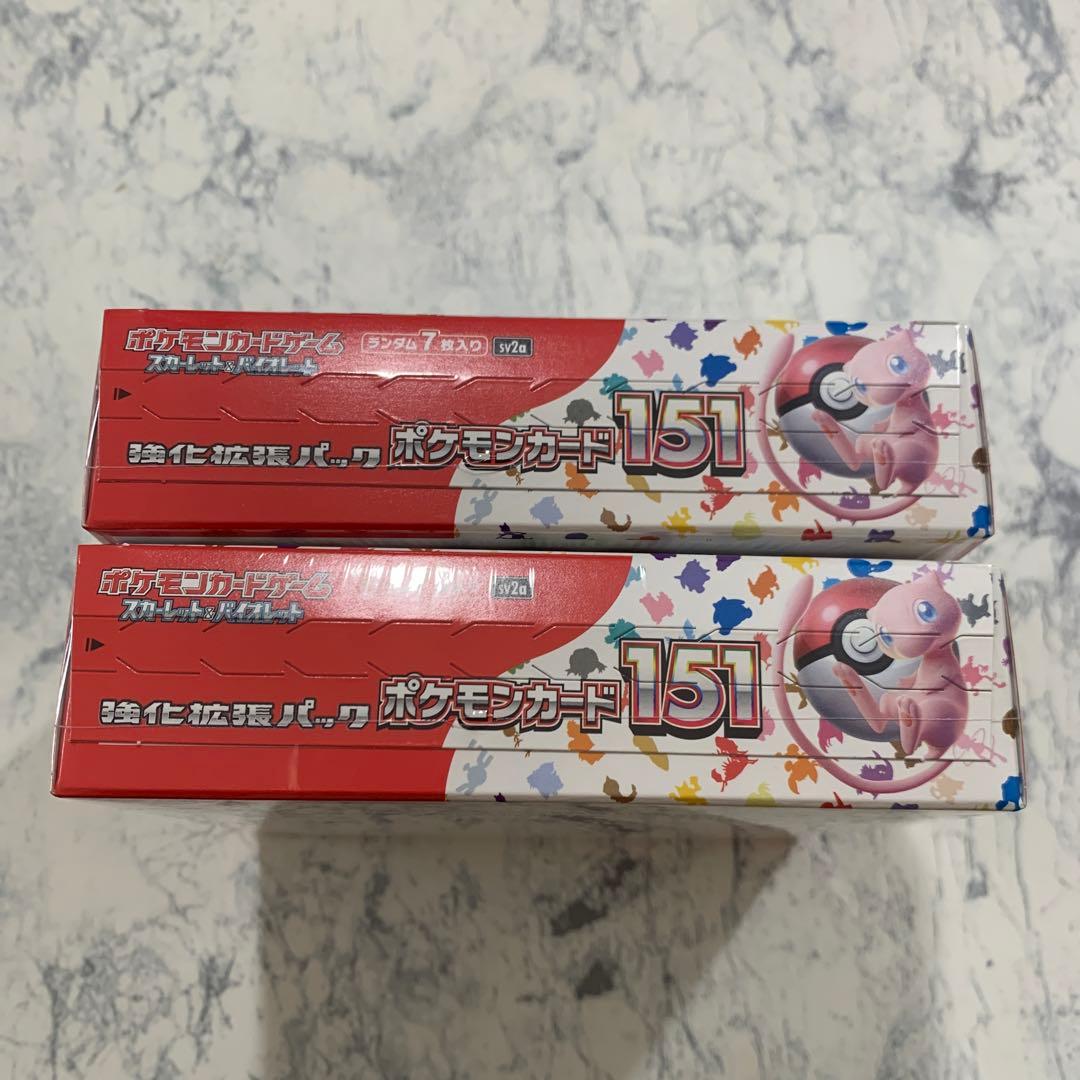 ポケモンカードゲーム
スカーレット&バイオレット
ランダム7枚入り
sv2a
強化拡張パック
ポケモンカード151
ポケモンカードゲーム
スカーレット&バイオレット
sv2a
強化拡張パック
ポケモンカード151